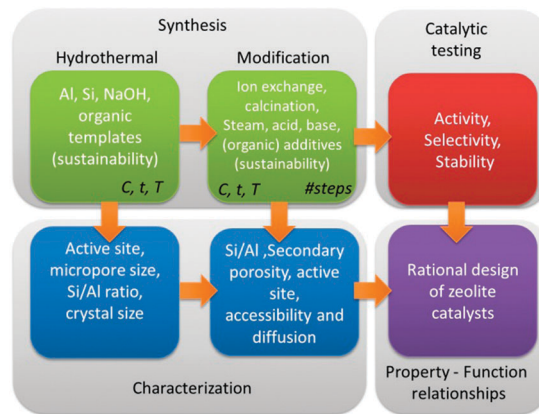 Synthesis
Catalytic
testing
Hydrothermal
Modification
Al, Si, NaOH,
organic
templates
(sustainability)
C, t, T
Ion exchange,
calcination,
Steam, acid, base,
(organic) additives
(sustainability)
C, t, T #steps
Activity,
Selectivity,
Stability
Active site,
micropore size,
Si/Al ratio,
crystal size
Si/Al ,Secondary
porosity, active
site,
accessibility and
diffusion
Rational design
of zeolite
catalysts
Characterization
Property - Function
relationships